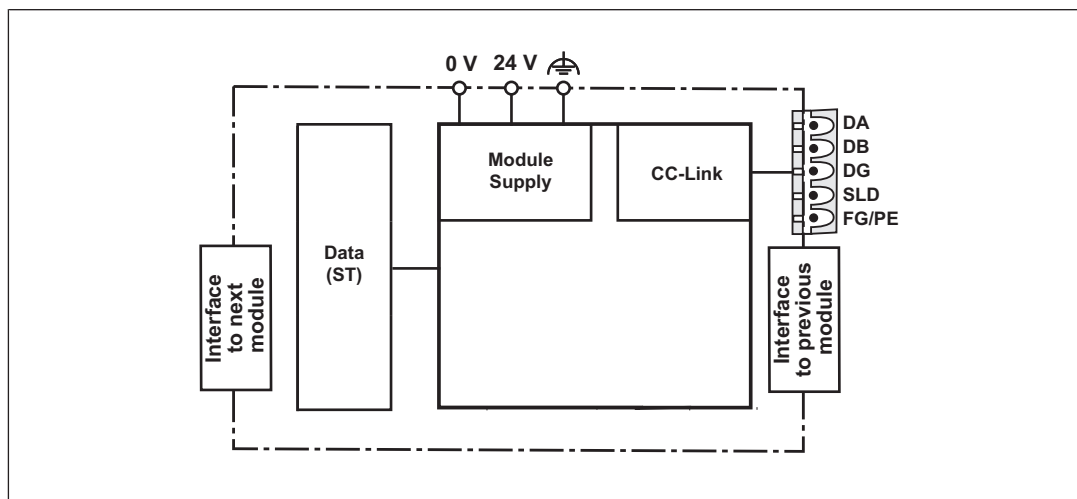 0 V 24 V
DA
DB
DG
SLD
FG/PE
Module
Supply
CC-Link
Data
(ST)
Interface
to next
module
Interface
to previous
module